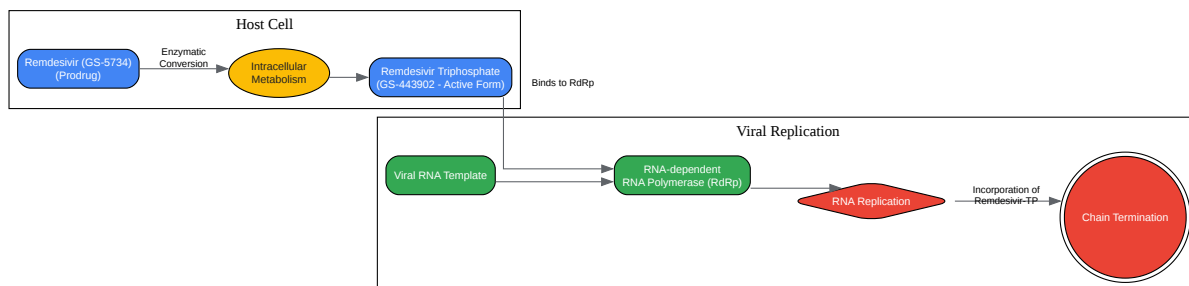 Host Cell
Remdesivir (GS-5734)
(Prodrug)
Enzymatic
Conversion
Intracellular
Metabolism
Remdesivir Triphosphate
(GS-443902 - Active Form)
Binds to RdRp
Viral Replication
Viral RNA Template
RNA-dependent
RNA Polymerase (RdRp)
RNA Replication
Incorporation of
Remdesivir-TP
Chain Termination